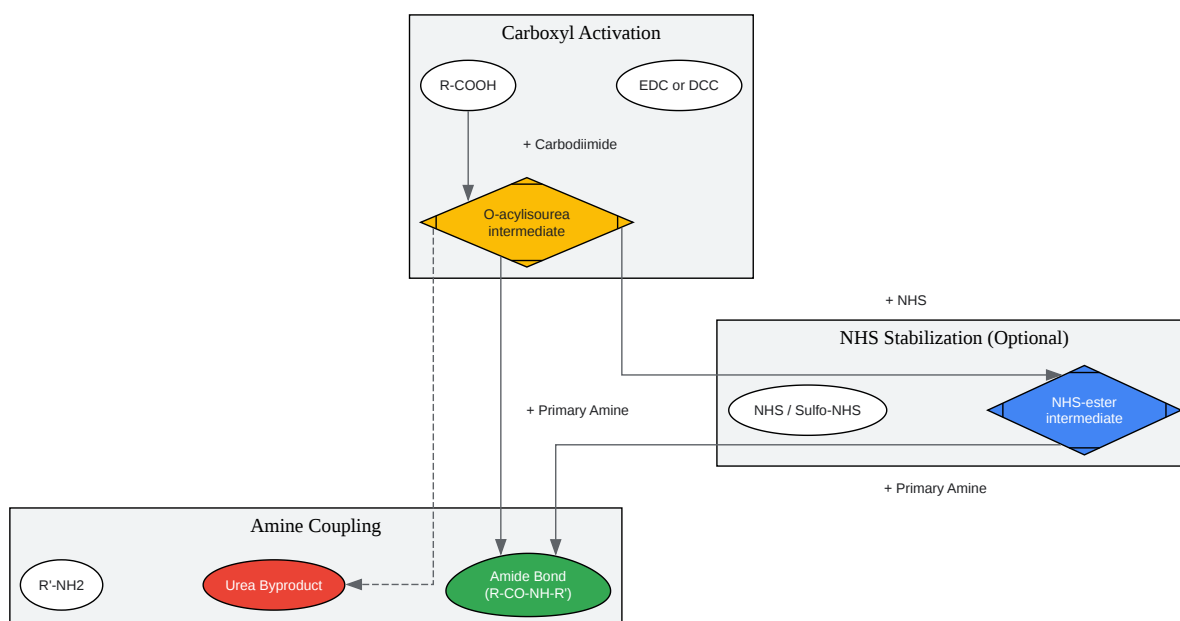 Carboxyl Activation
R-COOH
EDC or DCC
+ Carbodiimide
O-acylisourea
intermediate
+ NHS
NHS Stabilization (Optional)
NHS / Sulfo-NHS
NHS-ester
intermediate
+ Primary Amine
+ Primary Amine
Amine Coupling
R'-NH2
Urea Byproduct
Amide Bond
(R-CO-NH-R')